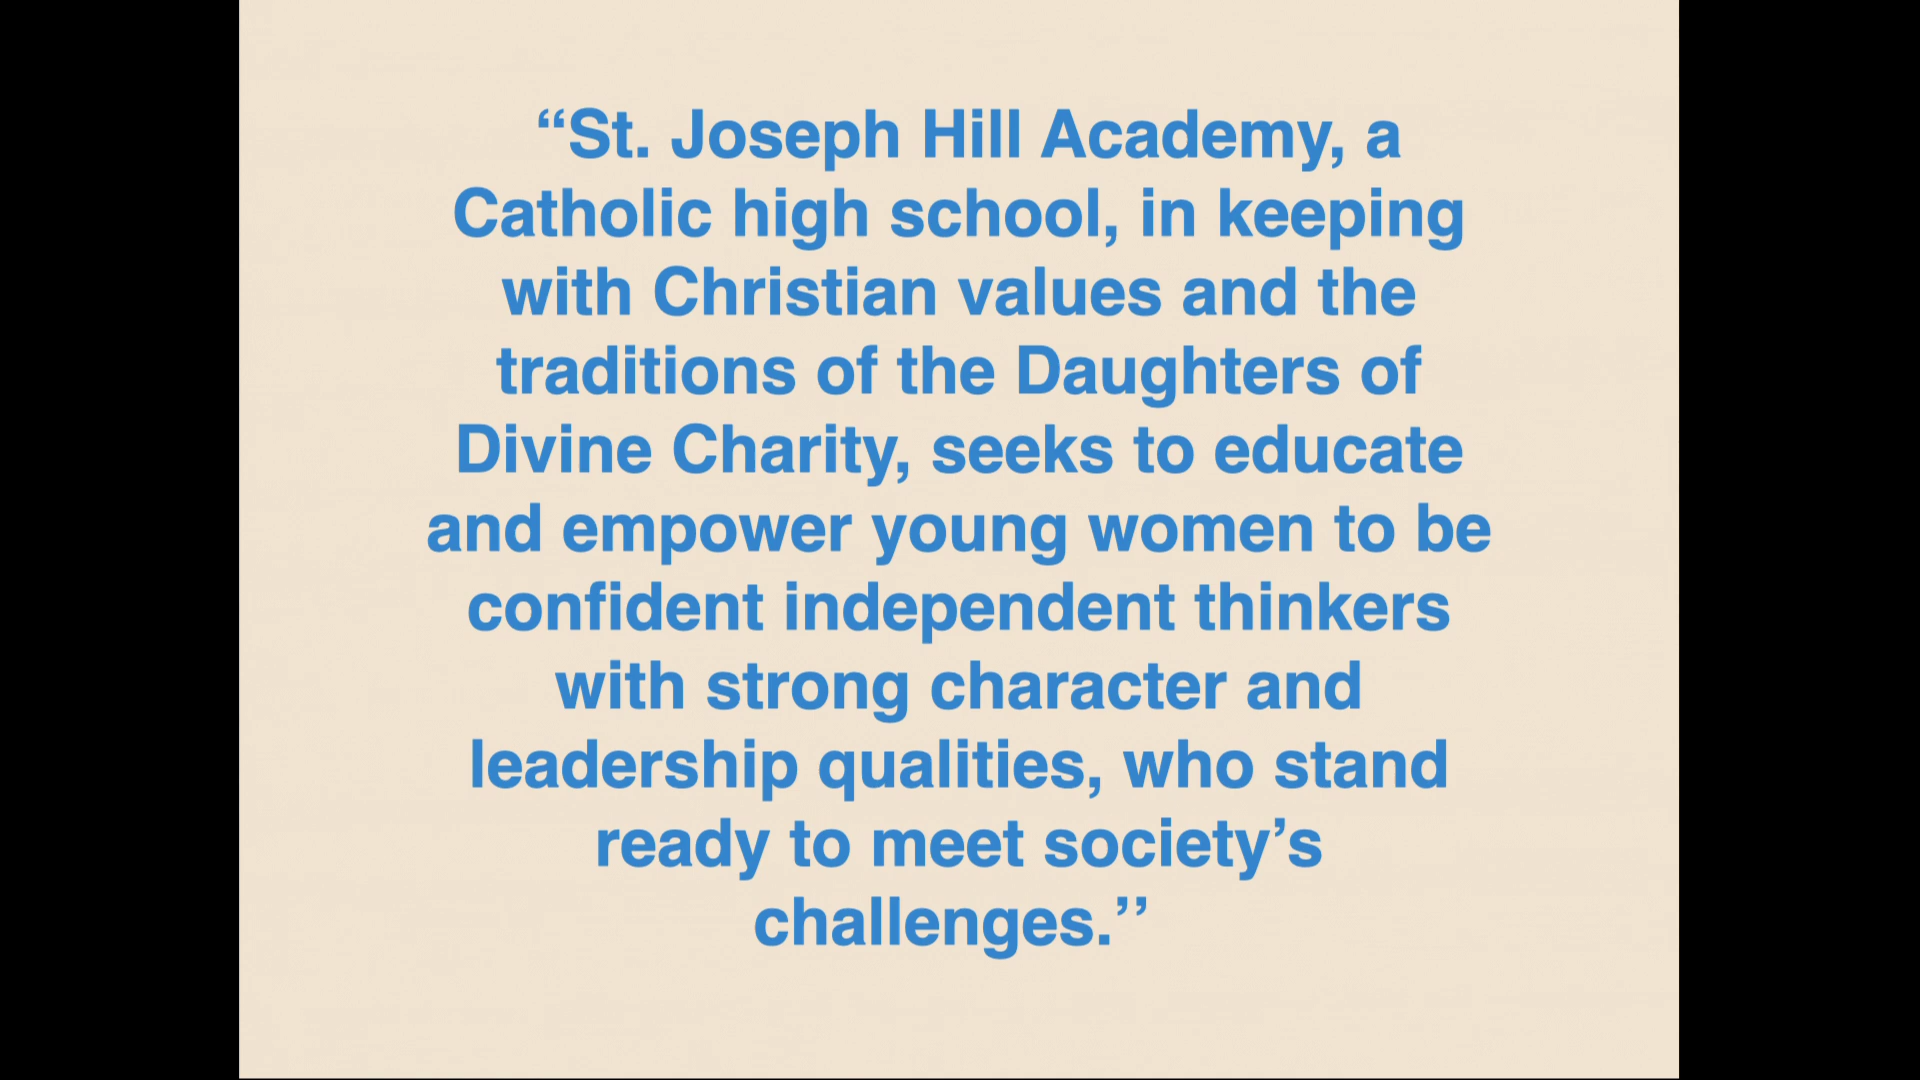 “St. Joseph Hill Academy, a
Catholic high school, in keeping
with Christian values and the
traditions of the Daughters of
Divine Charity, seeks to educate
and empower young women to be
confident independent thinkers
with strong character and
leadership qualities, who stand
ready to meet society’s
challenges.’’